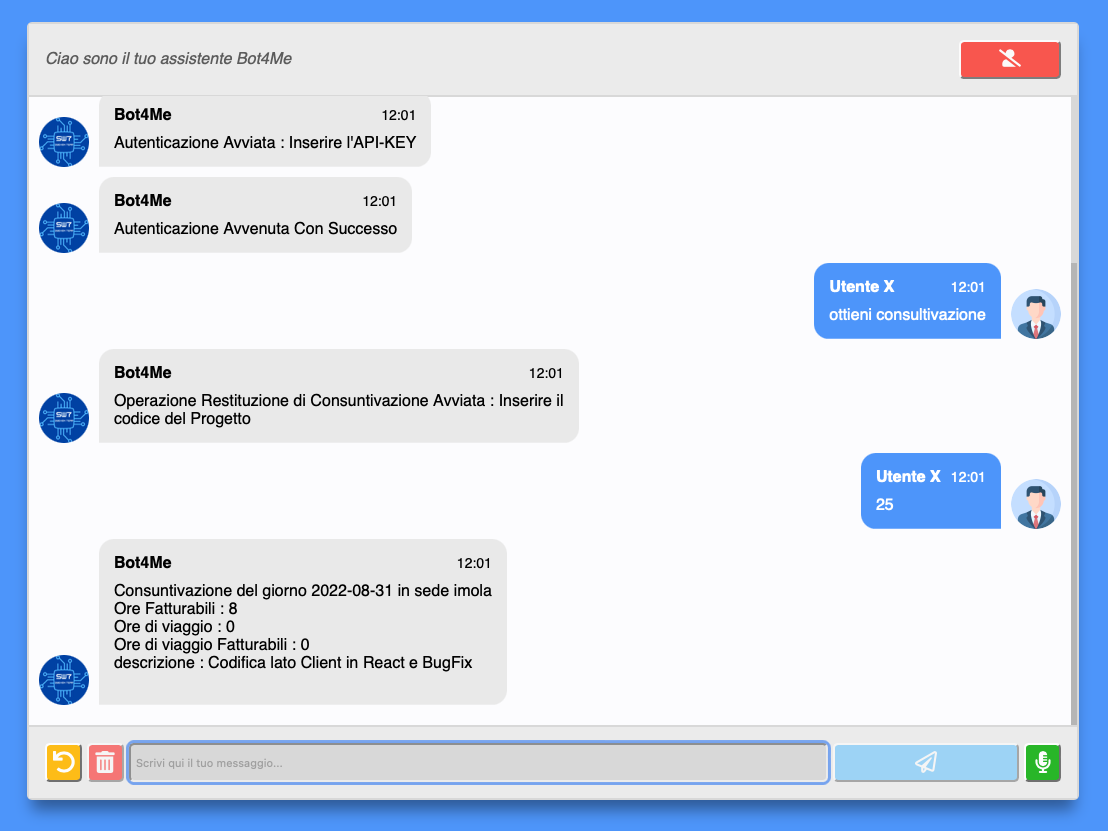 Ciao sono il tuo assistente Bot4Me
Bot4Me 12:01
Autenticazione Avviata : Inserire l'API-KEY
Bot4Me 12:01
Autenticazione Avvenuta Con Successo
Utente X 12:01
ottieni consultivazione
Bot4Me 12:01
Operazione Restituzione di Consuntivazione Avviata : Inserire il
codice del Progetto
Utente X 12:01
25
Bot4Me 12:01
Consuntivazione del giorno 2022-08-31 in sede imola
Ore Fatturabili : 8
Ore di viaggio : 0
Ore di viaggio Fatturabili : 0
descrizione : Codifica lato Client in React e BugFix
Scrivi qui il tuo messaggio...